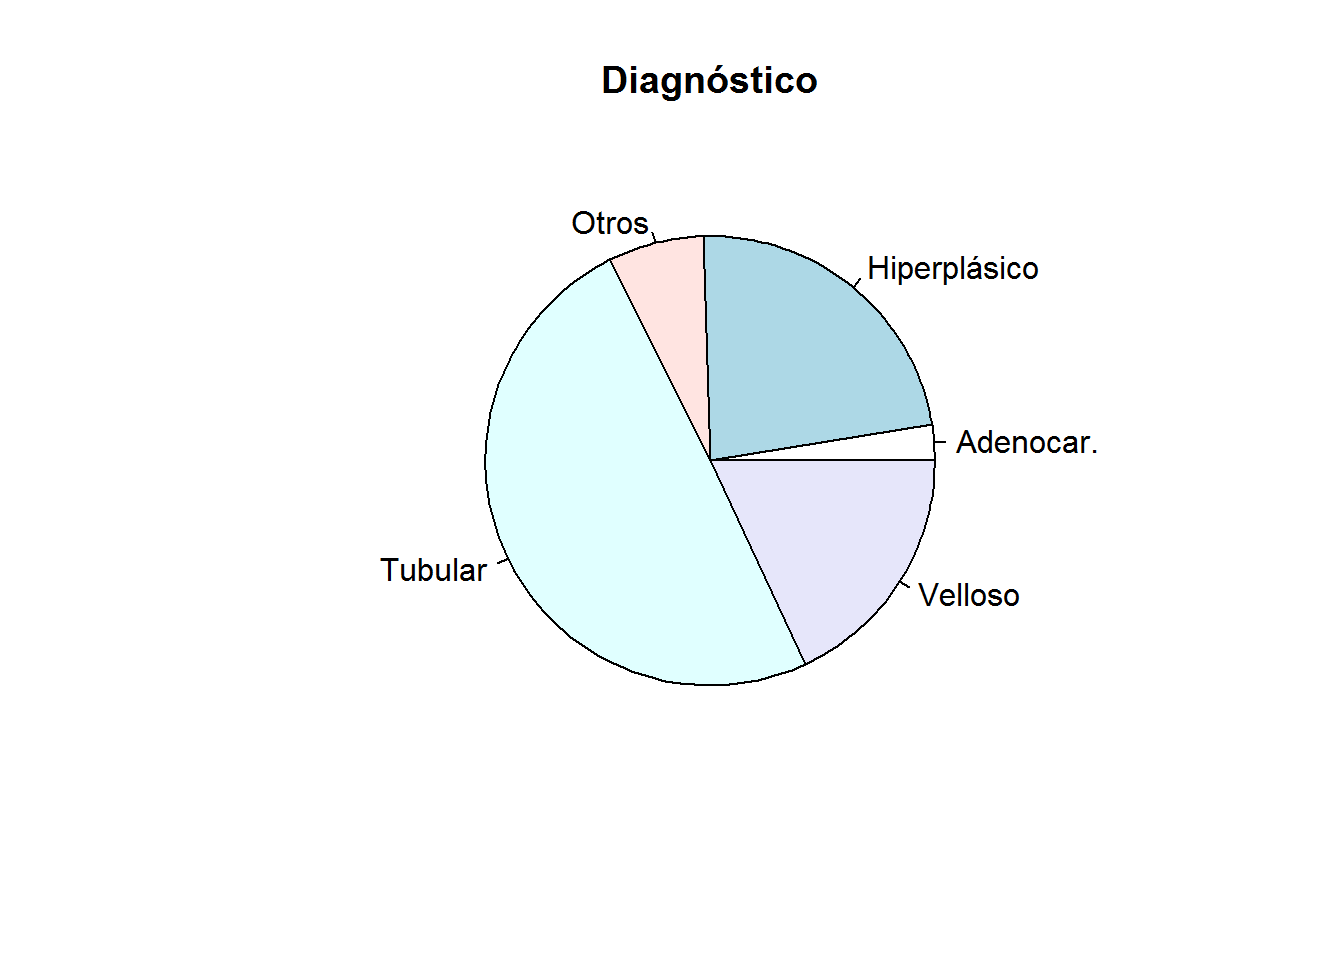 Diagnóstico
Otros
Hiperplásico
Adenocar.
Tubular
Velloso